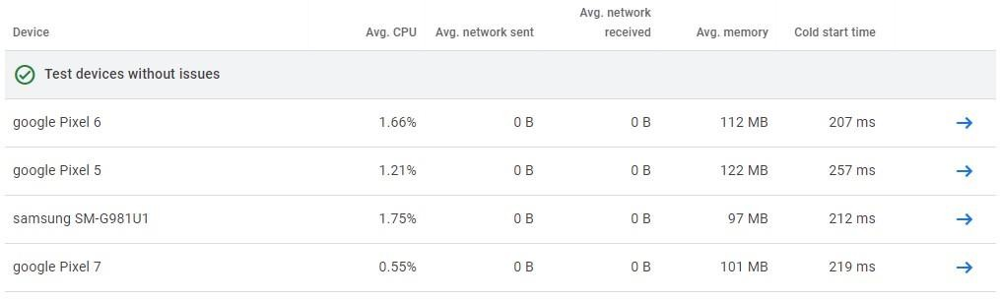 Device Avg. CPU Avg. network sent Avg. network received Avg. memory Cold start time
Test devices without issues
google Pixel 6 1.66% 0 B 0 B 112 MB 207 ms
google Pixel 5 1.21% 0 B 0 B 122 MB 257 ms
samsung SM-G981U1 1.75% 0 B 0 B 97 MB 212 ms
google Pixel 7 0.55% 0 B 0 B 101 MB 219 ms